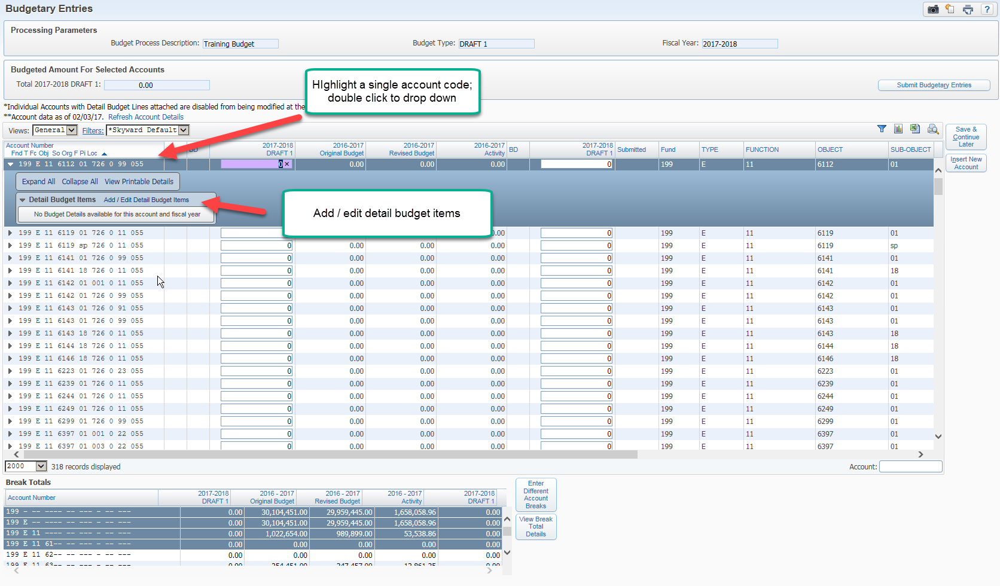 Budgetary Entries
?
Processing Parameters
Budget Process Description: Training Budget Budget Type: DRAFT 1 Fiscal Year: 2017-2018
Budgeted Amount For Selected Accounts
Total 2017-2018 DRAFT 1: 0.00
Submit Budgetary Entries
HIghlight a single account code;
double click to drop down
*Individual Accounts with Detail Budget Lines attached are disabled from being modified at the
**Account data as of 02/03/17. Refresh Account Details
Views: General Filters: *Skyward Default
Save &
Continue
Later
Insert New
Account
Account Number
Fnd T Fc Obj So Org F Pi Loc
BD
2017-2018
DRAFT 1
2016-2017
Original Budget
2016-2017
Revised Budget
2016-2017
Activity
BD
2017-2018
DRAFT 1
Submitted Fund TYPE FUNCTION OBJECT SUB-OBJECT
199 E 11 6112 01 726 0 99 055 0 × 0.00 0.00 0.00 0 199 E 11 6112 01
Expand All Collapse All View Printable Details
Detail Budget Items Add / Edit Detail Budget Items
No Budget Details available for this account and fiscal year
Add / edit detail budget items
199 E 11 6119 01 726 0 11 055 0.00 0 199 E 11 6119 01
199 E 11 6119 sp 726 0 11 055 0 0.00 0.00 0.00 0 199 E 11 6119 sp
199 E 11 6141 01 726 0 99 055 0 0.00 0.00 0.00 0 199 E 11 6141 01
199 E 11 6141 18 726 0 11 055 0 0.00 0.00 0.00 0 199 E 11 6141 18
199 E 11 6142 01 001 0 11 055 0 0.00 0.00 0.00 0 199 E 11 6142 01
199 E 11 6142 01 726 0 99 055 0 0.00 0.00 0.00 0 199 E 11 6142 01
199 E 11 6143 01 726 0 91 055 0 0.00 0.00 0.00 0 199 E 11 6143 01
199 E 11 6143 01 726 0 99 055 0 0.00 0.00 0.00 0 199 E 11 6143 01
199 E 11 6143 18 726 0 11 055 0 0.00 0.00 0.00 0 199 E 11 6143 18
199 E 11 6144 18 726 0 11 055 0 0.00 0.00 0.00 0 199 E 11 6144 18
199 E 11 6146 18 726 0 11 055 0 0.00 0.00 0.00 0 199 E 11 6146 18
199 E 11 6223 01 726 0 23 055 0 0.00 0.00 0.00 0 199 E 11 6223 01
199 E 11 6239 01 726 0 11 055 0 0.00 0.00 0.00 0 199 E 11 6239 01
199 E 11 6244 01 726 0 11 055 0 0.00 0.00 0.00 0 199 E 11 6244 01
199 E 11 6249 01 726 0 11 055 0 0.00 0.00 0.00 0 199 E 11 6249 01
199 E 11 6299 01 726 0 99 055 0 0.00 0.00 0.00 0 199 E 11 6299 01
199 E 11 6397 01 001 0 22 055 0 0.00 0.00 0.00 0 199 E 11 6397 01
199 E 11 6397 01 003 0 22 055 0 0.00 0.00 0.00 0 199 E 11 6397 01
2000 318 records displayed Account:
Break Totals
Account Number
2017-2018
DRAFT 1
2016 - 2017
Original Budget
2016 - 2017
Revised Budget
2016 - 2017
Activity
2017-2018
DRAFT 1
199 - -- ---- -- --- - -- --- 0.00 30,104,451.00 29,959,445.00 1,658,058.96 0.00
199 E -- ---- -- --- - -- --- 0.00 30,104,451.00 29,959,445.00 1,658,058.96 0.00
199 E 11 ---- -- --- - -- --- 0.00 1,022,654.00 989,899.00 53,538.86 0.00
199 E 11 61-- -- --- - -- --- 0.00 0.00 0.00 0.00 0.00
199 E 11 62-- -- --- - -- --- 0.00 0.00 0.00 0.00 0.00
199 E 11 63-- -- --- - -- --- 0.00 254,451.00 247,457.00 12,861.25 0.00
Enter
Different
Account
Breaks
View Break
Total
Details